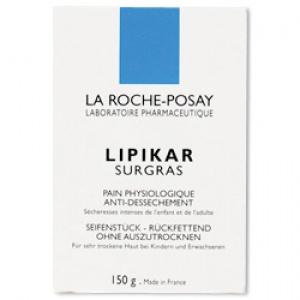 LA ROCHE-POSAY
LABORATOIRE PHARMACEUTIQUE
LIPIKAR
SURGRAS
PAIN PHYSIOLOGIQUE
ANTI-DESSECHEMENT
Sécheresses intenses de l'enfant et de l'adulte
SEIFENSTÜCK - RÜCKFETTEND
OHNE AUSZUTROCKNEN
Für sehr trockene Haut bei Kindern und Erwachsenen
150 g. Made in France